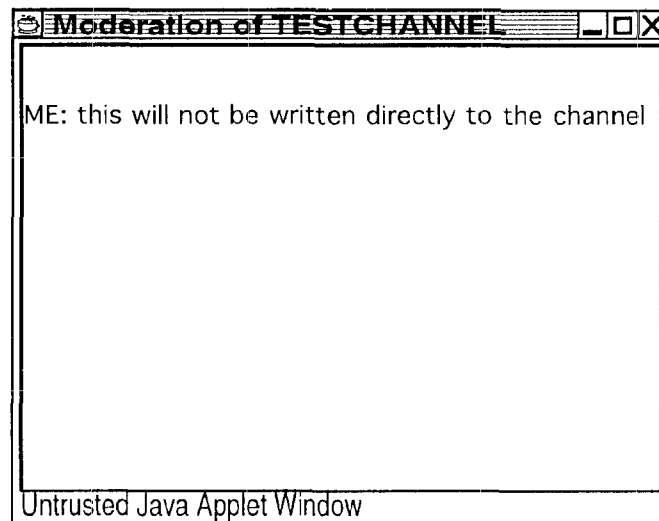 Moderation of TESTCHANNEL
ME: this will not be written directly to the channel
Untrusted Java Applet Window